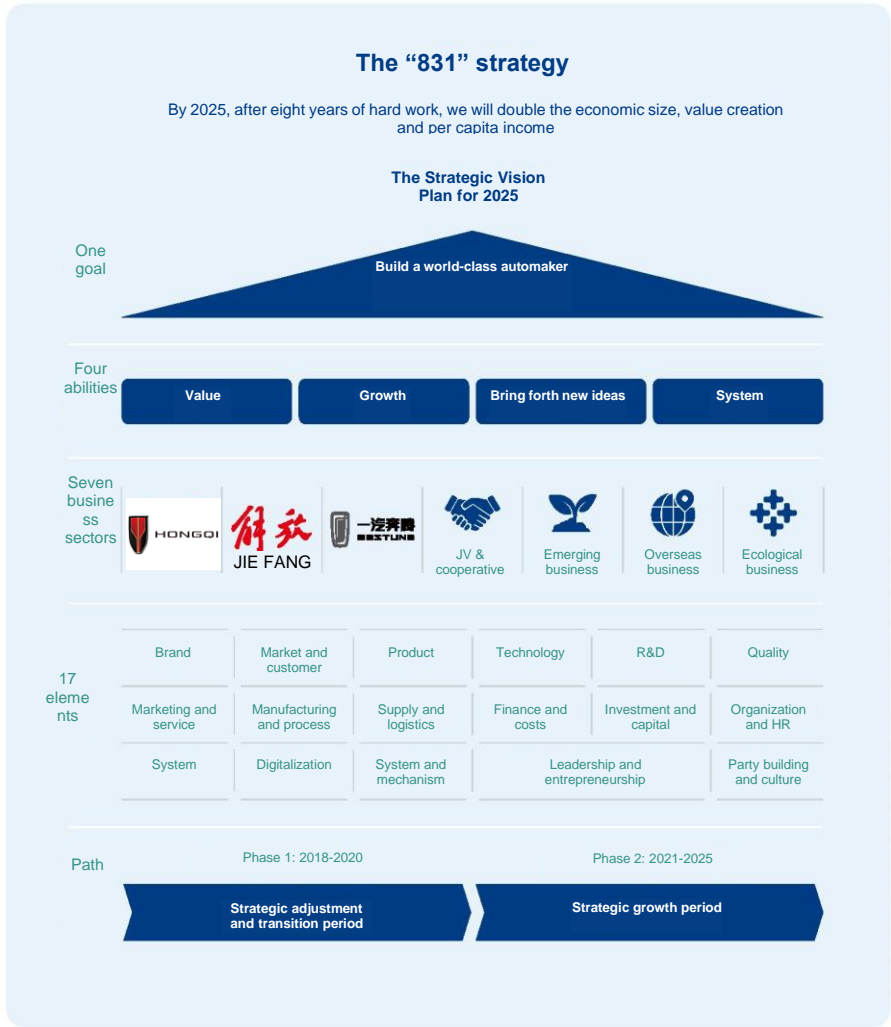 The “831” strategy
By 2025, after eight years of hard work, we will double the economic size, value creation
and per capita income
The Strategic Vision
Plan for 2025
One
goal
Build a world-class automaker
Four
abilities
Value
Growth
Bring forth new ideas
System
Seven
busine
ss
sectors
HONGQI
解放
JIE FANG
一汽奔腾
BESTUNE
JV &
cooperative
Emerging
business
Overseas
business
Ecological
business
17
eleme
nts
Brand
Market and
customer
Product
Technology
R&D
Quality
Marketing and
service
Manufacturing
and process
Supply and
logistics
Finance and
costs
Investment and
capital
Organization
and HR
System
Digitalization
System and
mechanism
Leadership and
entrepreneurship
Party building
and culture
Path
Phase 1: 2018-2020
Phase 2: 2021-2025
Strategic adjustment
and transition period
Strategic growth period